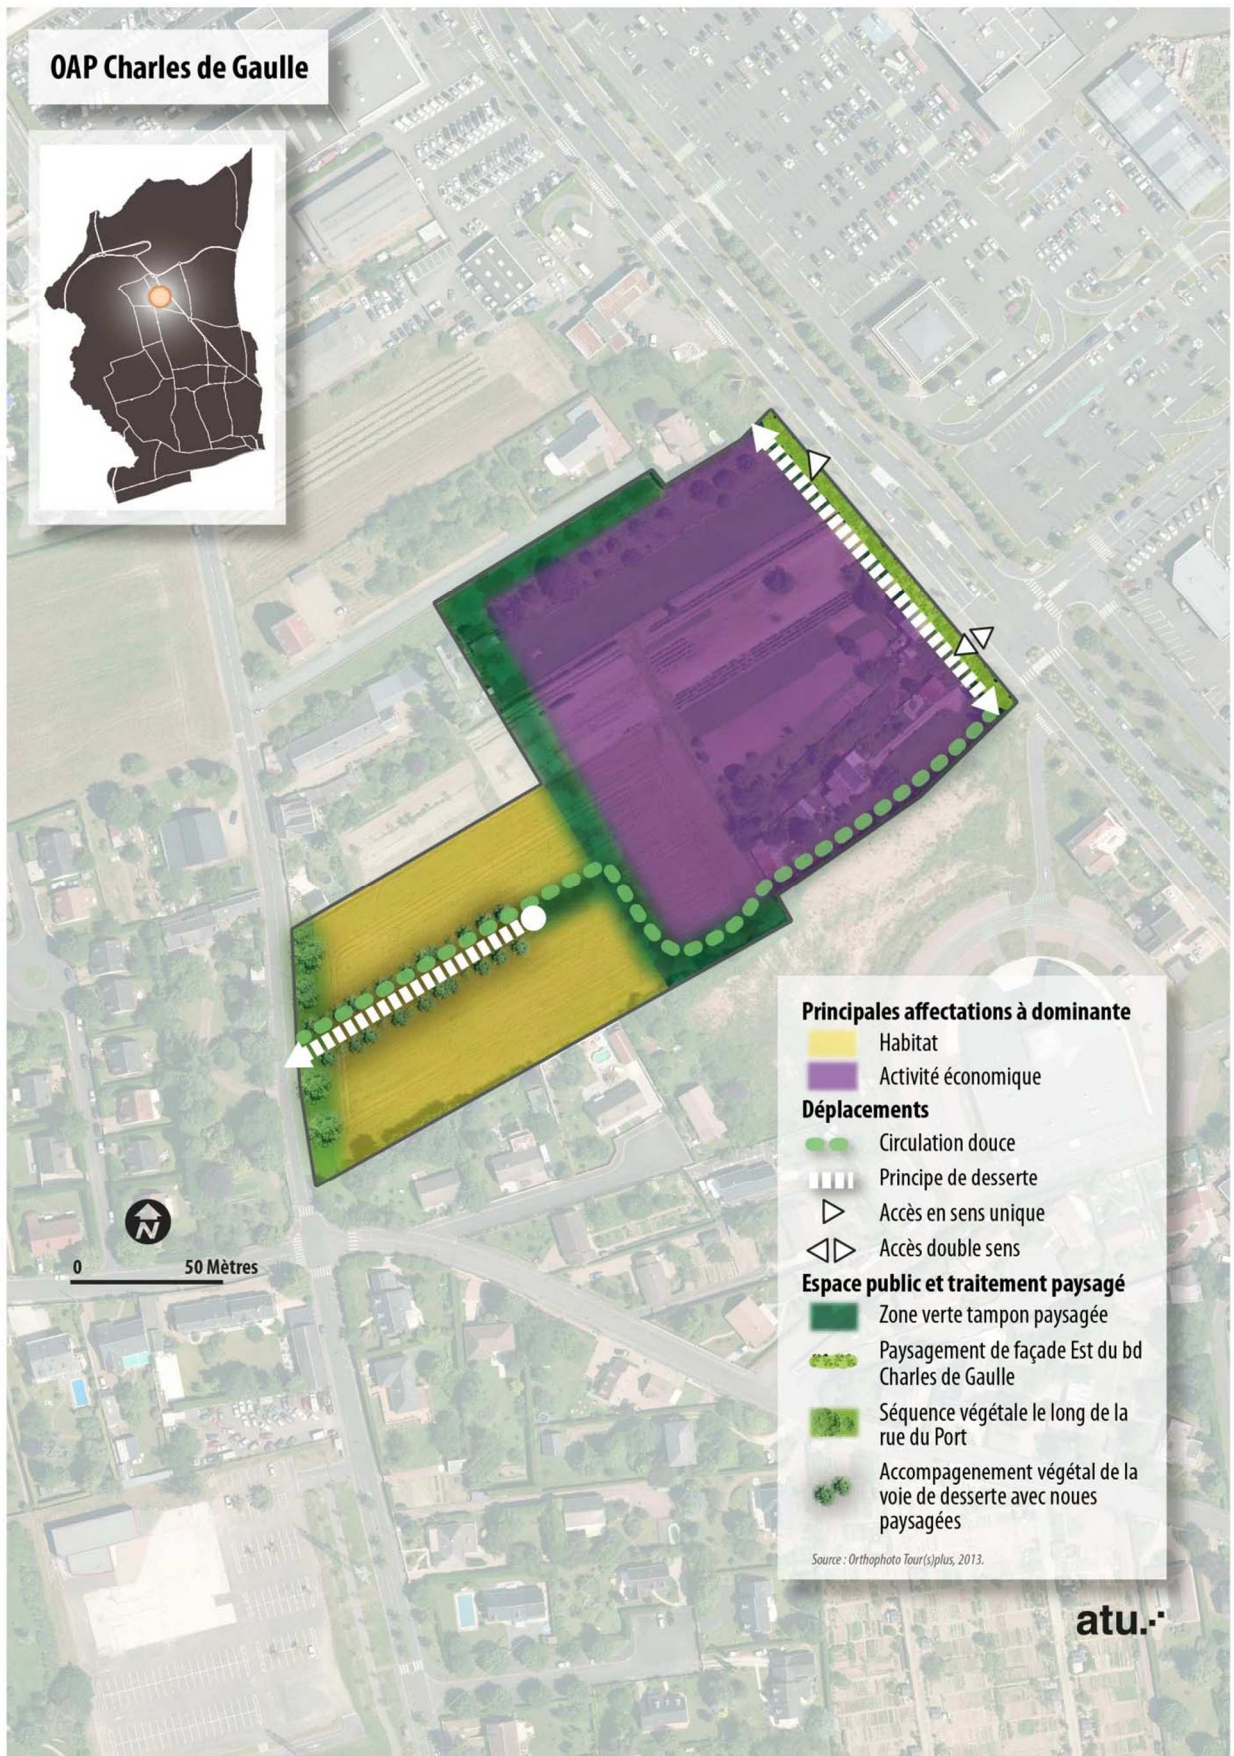 OAP Charles de Gaulle
N
0 50 Mètres
Principales affectations à dominante
Habitat
Activité économique
Déplacements
Circulation douce
Principe de desserte
Accès en sens unique
Accès double sens
Espace public et traitement paysagé
Zone verte tampon paysagée
Paysagement de façade Est du bd
Charles de Gaulle
Séquence végétale le long de la
rue du Port
Accompagenement végétal de la
voie de desserte avec noues
paysagées
Source : Orthophoto Tour(s)plus, 2013.
atu.